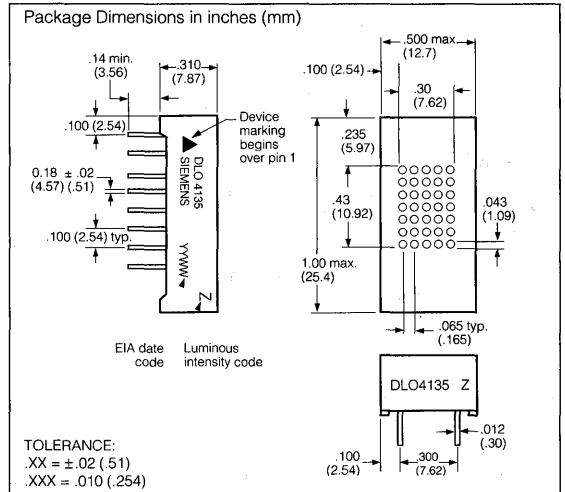 Package Dimensions in inches (mm)
.14 min.
(3.56)
.310
(7.87)
.100 (2.54)
Device
marking
begins
over pin 1
0.18 ± .02
(4.57) (.51)
DLO 4135
SIEMENS
.100 (2.54) typ.
YYWW
Z
EIA date
code
Luminous
intensity code
.500 max.
(12.7)
.100 (2.54)
.30
(7.62)
.235
(5.97)
.43
(10.92)
.043
(1.09)
1.00 max.
(25.4)
.065 typ.
(.165)
DLO4135 Z
.012
(.30)
.100
(2.54)
.300
(7.62)
TOLERANCE:
.XX = ±.02 (.51)
.XXX = .010 (.254)